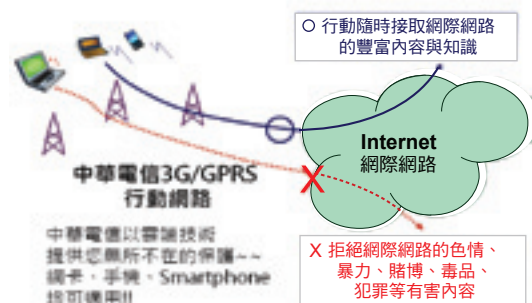 ○ 行動隨時接取網際網路
的豐富內容與知識
Internet
網際網路
中華電信3G/GPRS
行動網路
X
中華電信以雲端技術
提供您無所不在的保護~~
網卡、手機、Smartphone
均可適用!!
X 拒絕網際網路的色情、
暴力、賭博、毒品、
犯罪等有害內容